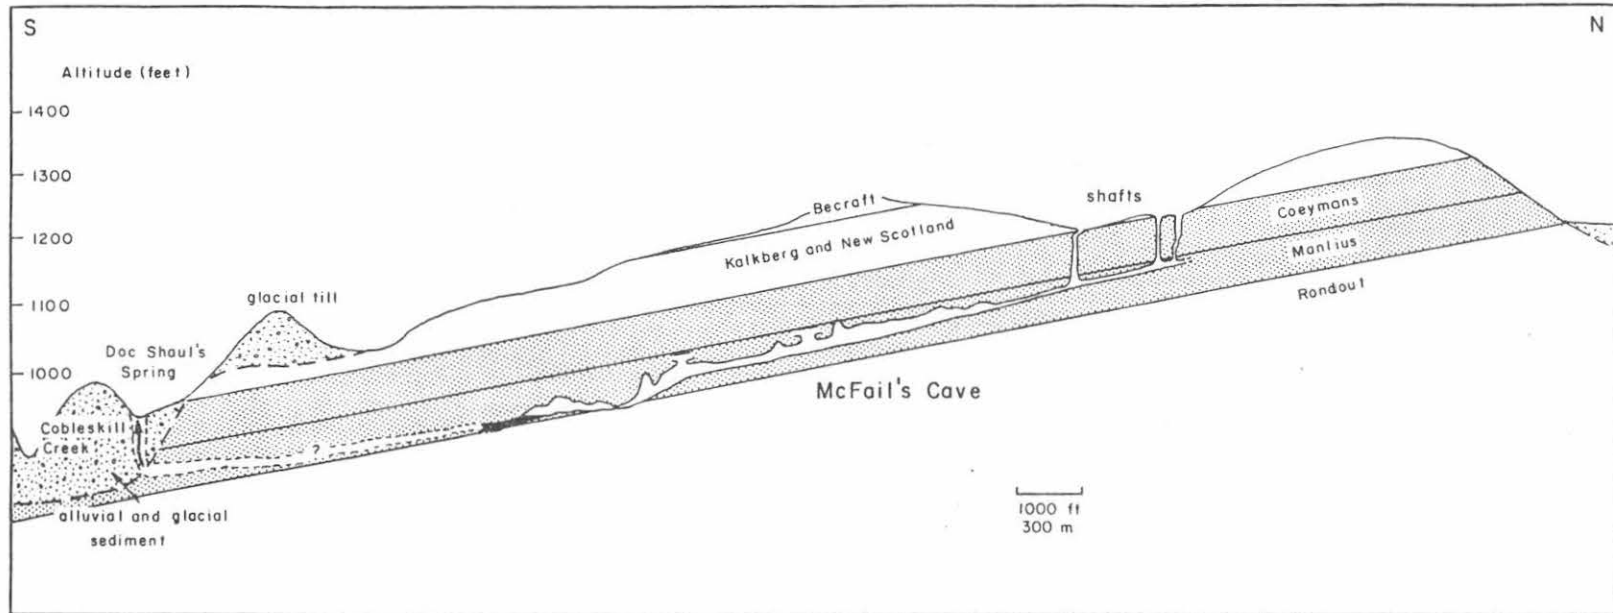 S
N
Altitude (feet)
1400
1300
1200
1100
1000
Becraft
shafts
Coeymans
Kalkberg and New Scotland
Manlius
Rondout
glacial till
Doc Shaul's
Spring
McFail's Cave
Cobleskill
Creek
?
1000 ft
300 m
alluvial and glacial
sediment